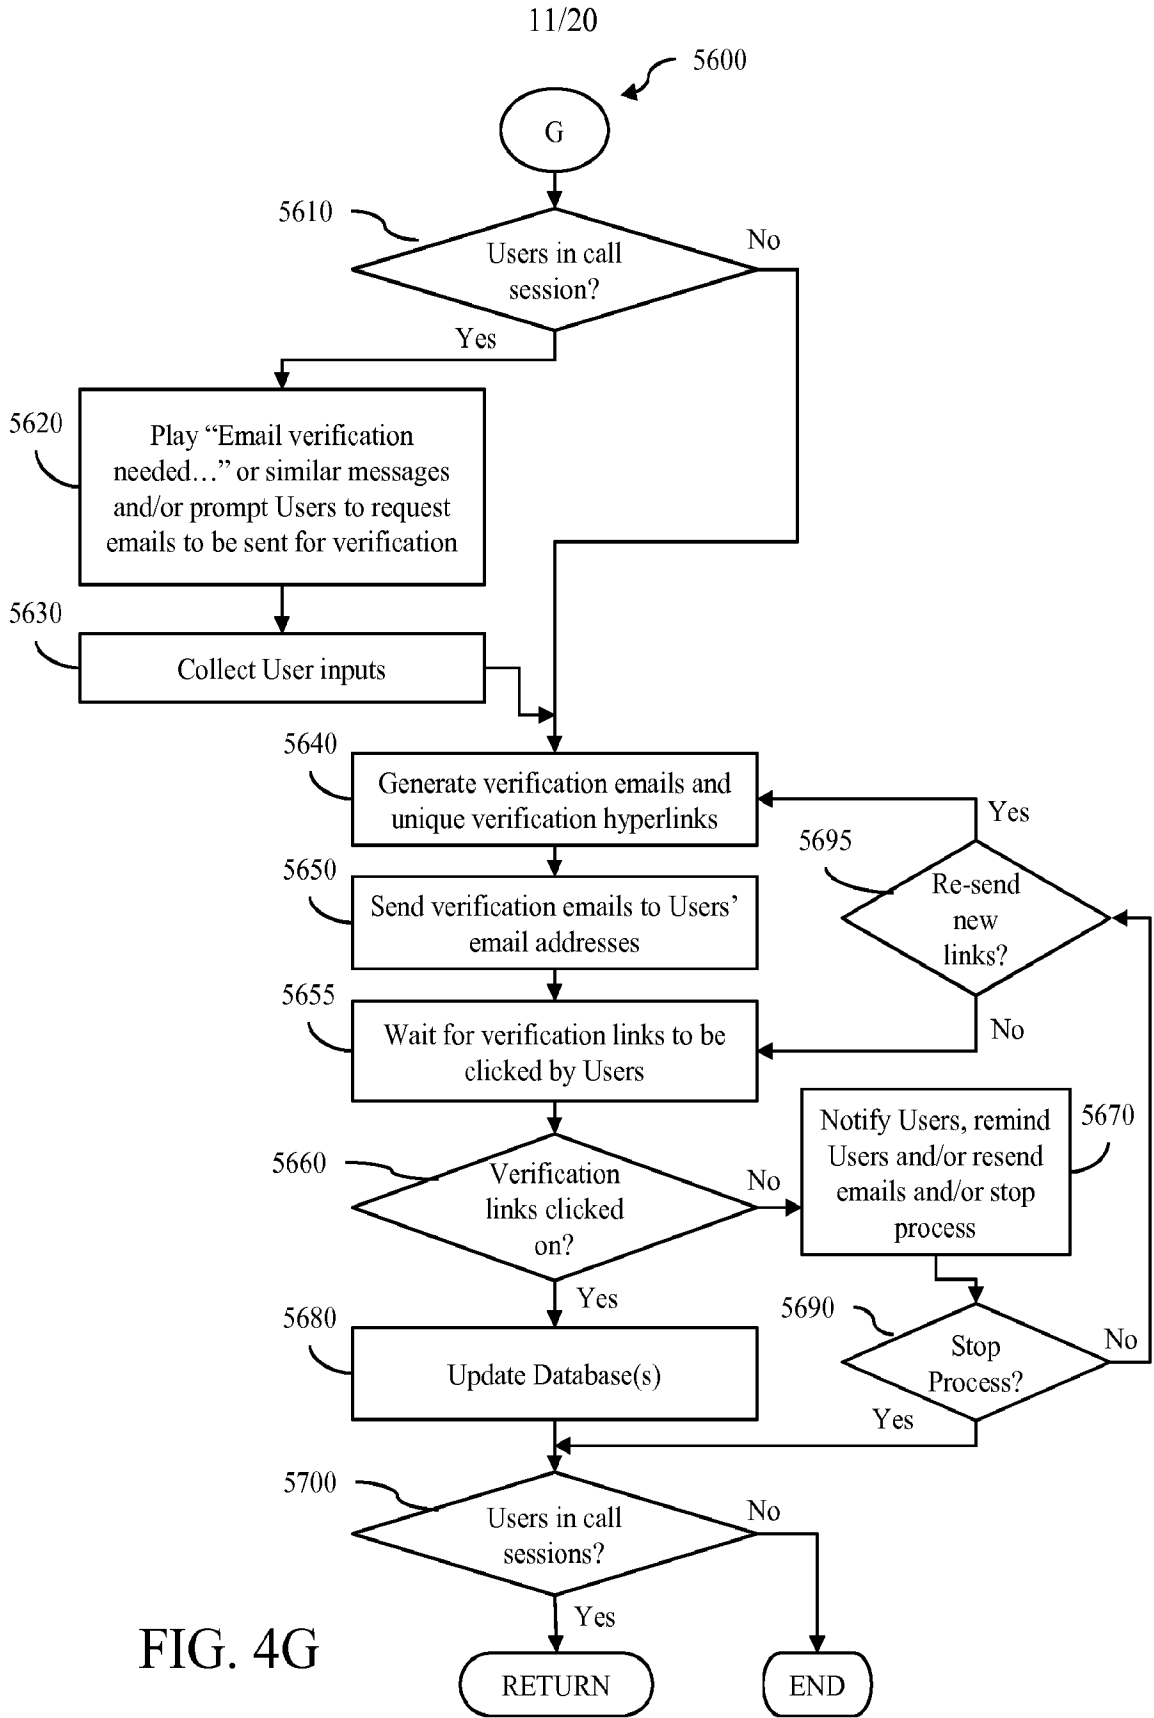 11/20
5600
G
5610
Users in call
session?
No
Yes
5620
Play “Email verification
needed…” or similar messages
and/or prompt Users to request
emails to be sent for verification
5630
Collect User inputs
5640
Generate verification emails and
unique verification hyperlinks
Yes
5695
Re-send
new
links?
5650
Send verification emails to Users’
email addresses
5655
Wait for verification links to be
clicked by Users
No
5660
Verification
links clicked
on?
No
5670
Notify Users, remind
Users and/or resend
emails and/or stop
process
Yes
5680
Update Database(s)
5690
Stop
Process?
No
Yes
5700
Users in call
sessions?
No
Yes
RETURN
END
FIG. 4G